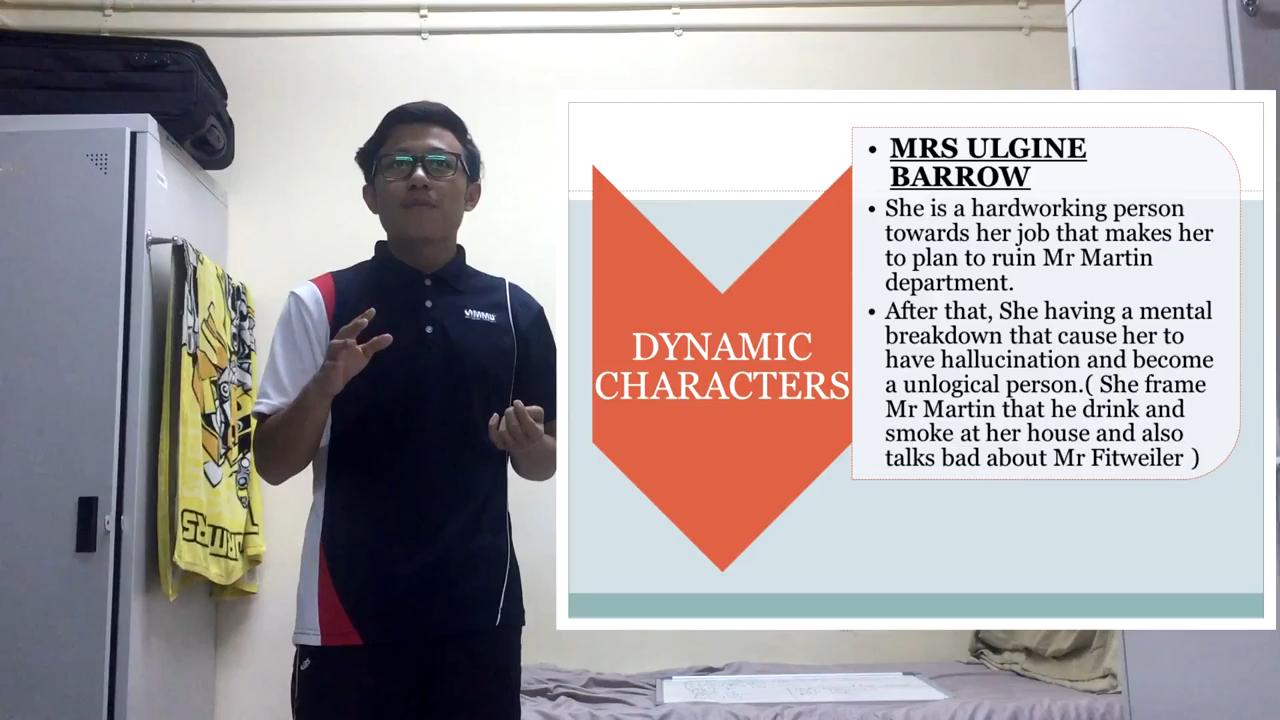 MMU
DYNAMIC
CHARACTERS
• MRS ULGINE
BARROW
• She is a hardworking person
towards her job that makes her
to plan to ruin Mr Martin
department.
• After that, She having a mental
breakdown that cause her to
have hallucination and become
a unlogical person.( She frame
Mr Martin that he drink and
smoke at her house and also
talks bad about Mr Fitweiler )